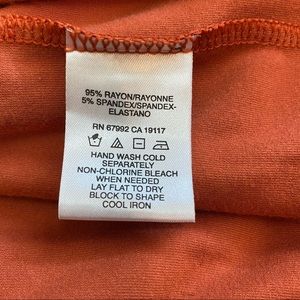 95% RAYON/RAYONNE
5% SPANDEX/SPANDEX-
ELASTANO
RN 67992 CA 19117
HAND WASH COLD
SEPARATELY
NON-CHLORINE BLEACH
WHEN NEEDED
LAY FLAT TO DRY
BLOCK TO SHAPE
COOL IRON